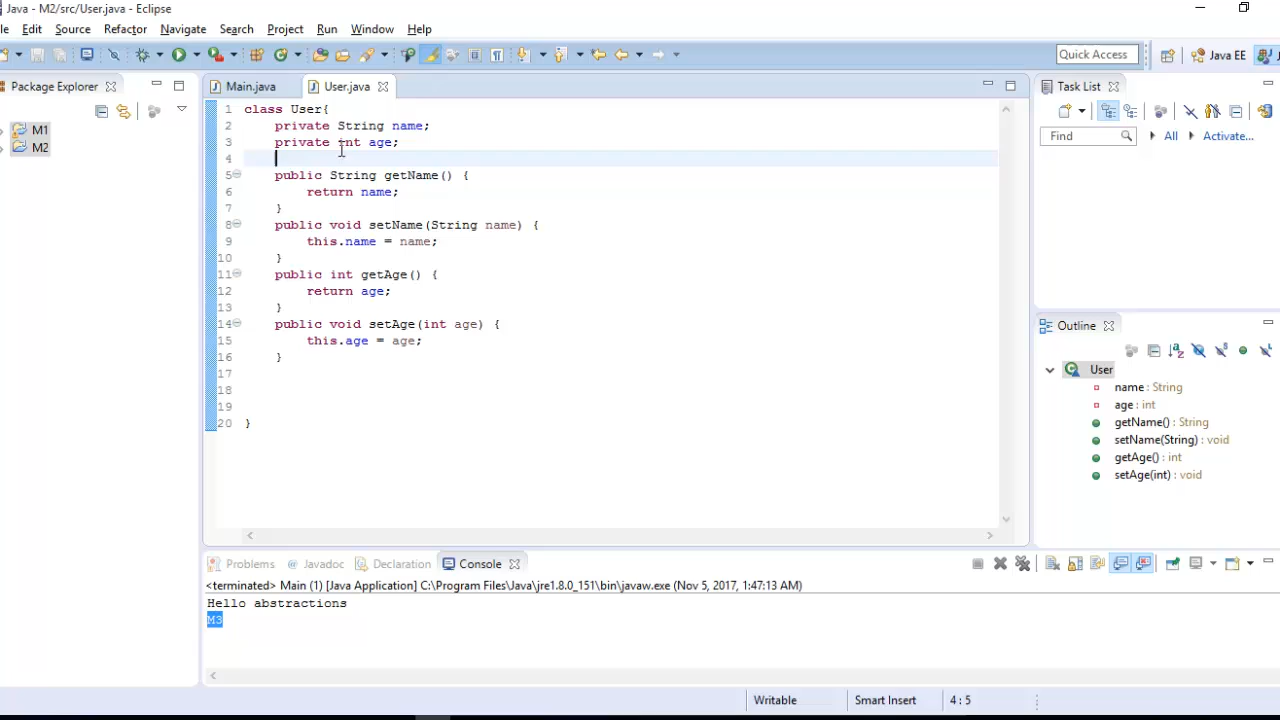 Java - M2/src/User.java - Eclipse
le Edit Source Refactor Navigate Search Project Run Window Help
Quick Access
Java EE
Package Explorer
M1
M2
Main.java
User.java
1 class User{
2 private String name;
3 private int age;
4
5 public String getName() {
6 return name;
7 }
8 public void setName(String name) {
9 this.name = name;
10 }
11 public int getAge() {
12 return age;
13 }
14 public void setAge(int age) {
15 this.age = age;
16 }
17
18
19
20 }
Task List
Find All Activate...
Outline
User
name : String
age : int
getName() : String
setName(String) : void
getAge() : int
setAge(int) : void
Problems @ Javadoc Declaration Console
<terminated> Main (1) [Java Application] C:\Program Files\Java\jre1.8.0_151\bin\javaw.exe (Nov 5, 2017, 1:47:13 AM)
Hello abstractions
M3
Writable Smart Insert 4 : 5